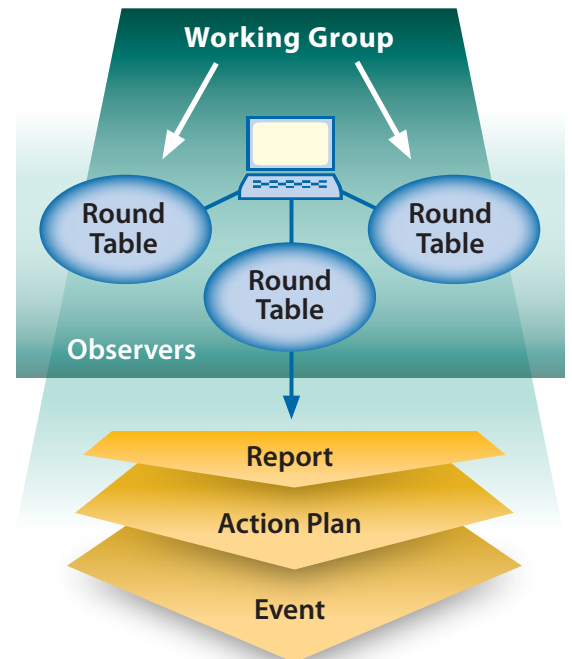 Working Group
Round
Table
Round
Table
Round
Table
Observers
Report
Action Plan
Event